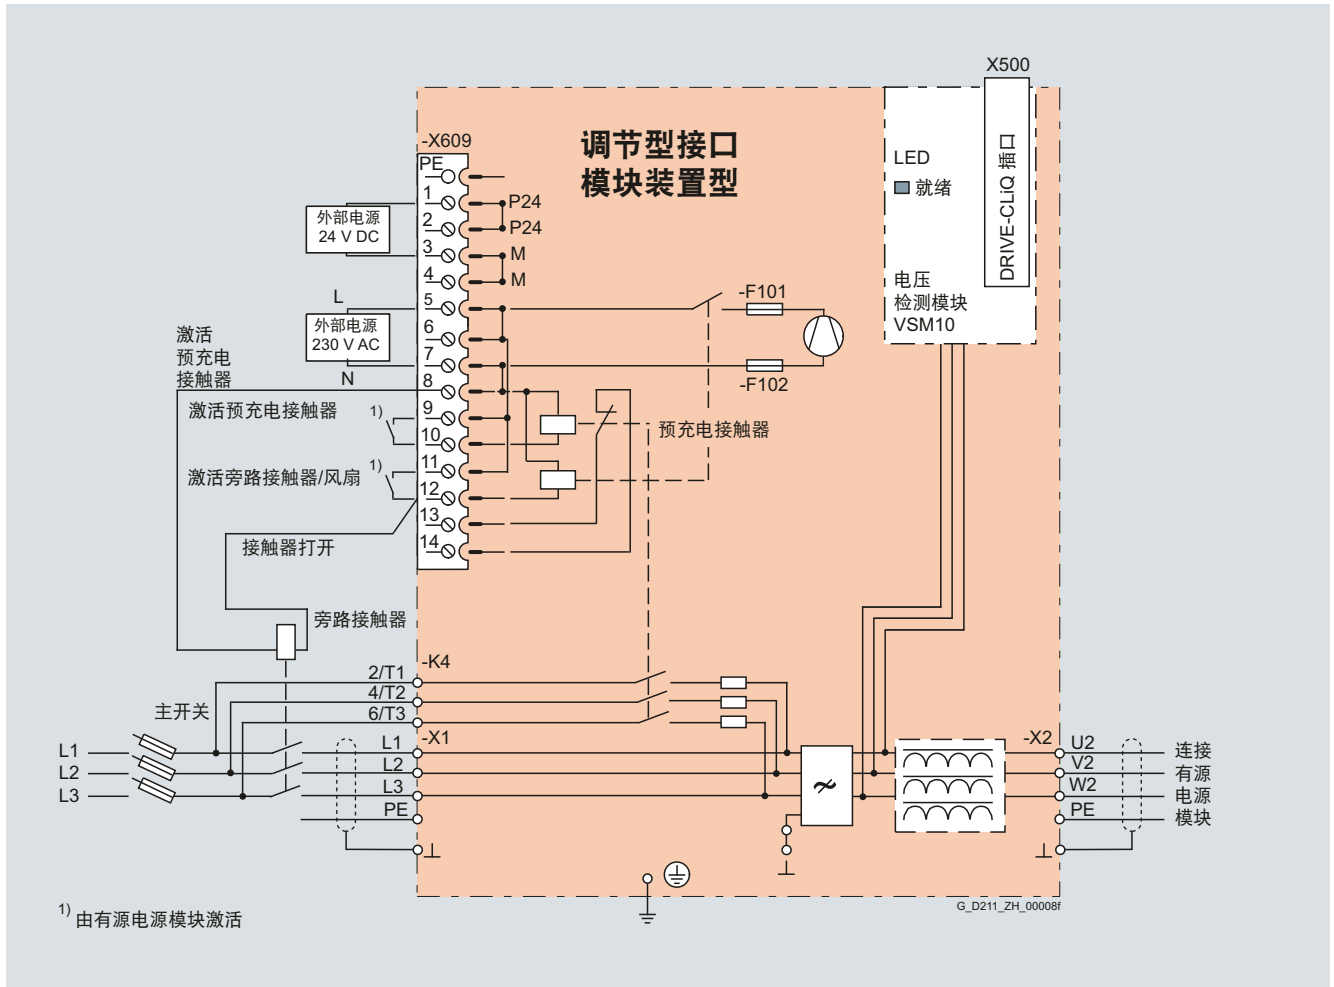 X500
-X609
调节型接口
模块装置型
DRIVE-CLiQ 插口
LED
就绪
电压
检测模块
VSM10
PE
1
2
3
4
5
6
7
8
9
10
11
12
13
14
P24
P24
M
M
外部电源
24 V DC
L
外部电源
230 V AC
N
激活
预充电
接触器
激活预充电接触器
1)
激活旁路接触器/风扇
1)
接触器打开
旁路接触器
-F101
-F102
预充电接触器
-K4
2/T1
4/T2
6/T3
主开关
-X1
L1
L2
L3
L1
L2
L3
PE
-X2
U2
V2
W2
PE
连接
有源
电源
模块
G_D211_ZH_00008f
1) 由有源电源模块激活